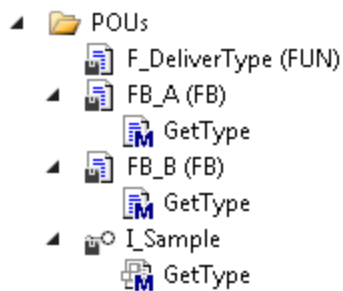 POUs
F_DeliverType (FUN)
FB_A (FB)
GetType
FB_B (FB)
GetType
I_Sample
GetType